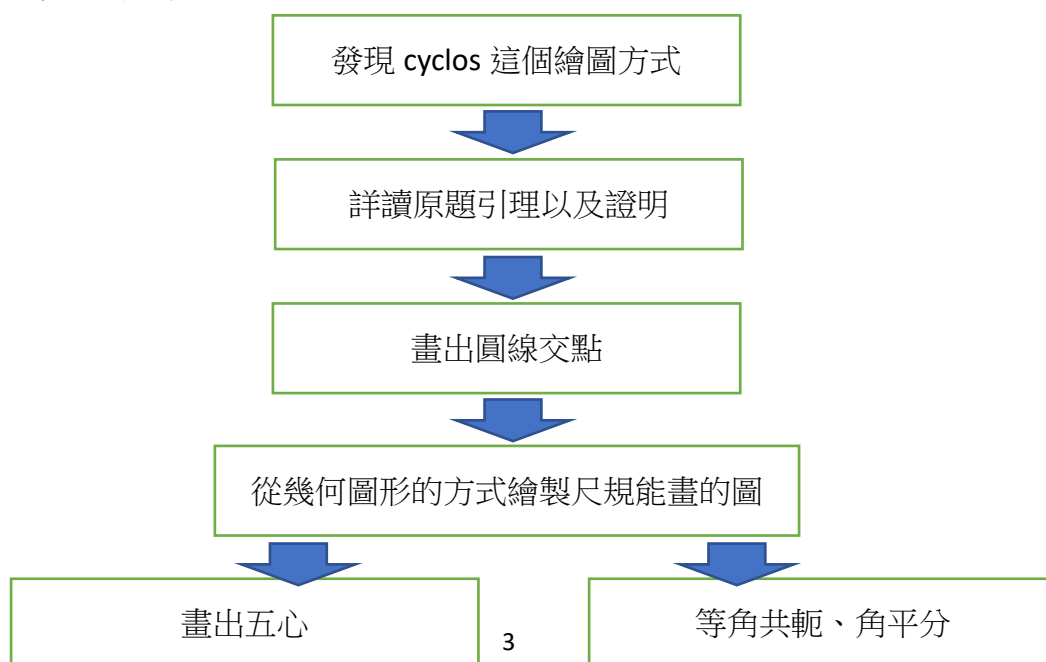 發現 cyclos 這個繪圖方式
詳讀原題引理以及證明
畫出圓線交點
從幾何圖形的方式繪製尺規能畫的圖
畫出五心
等角共軛、角平分
3